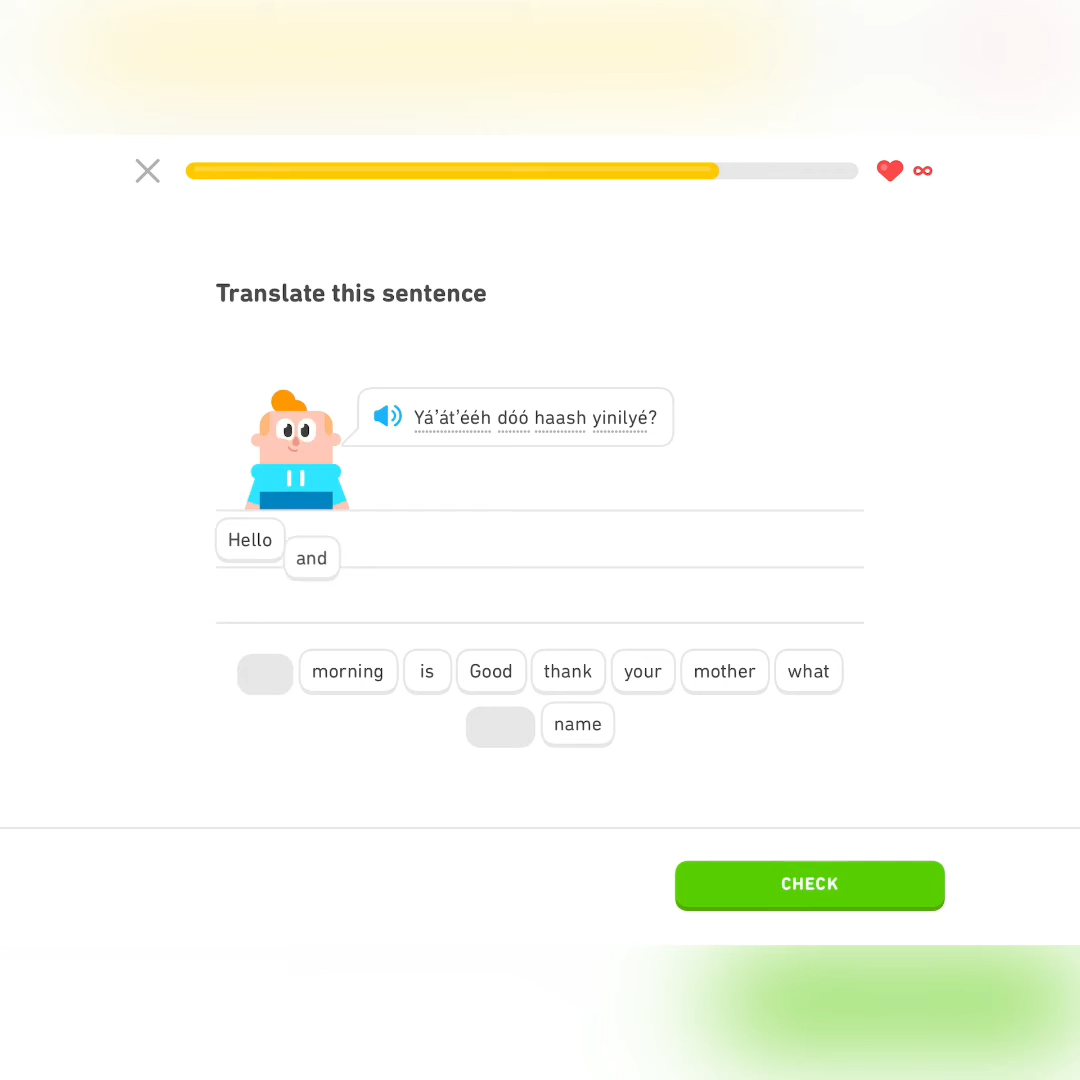 Translate this sentence
Yá’át’ééh dóó haash yinilyé?
Hello
and
morning is Good thank your mother what
name
CHECK